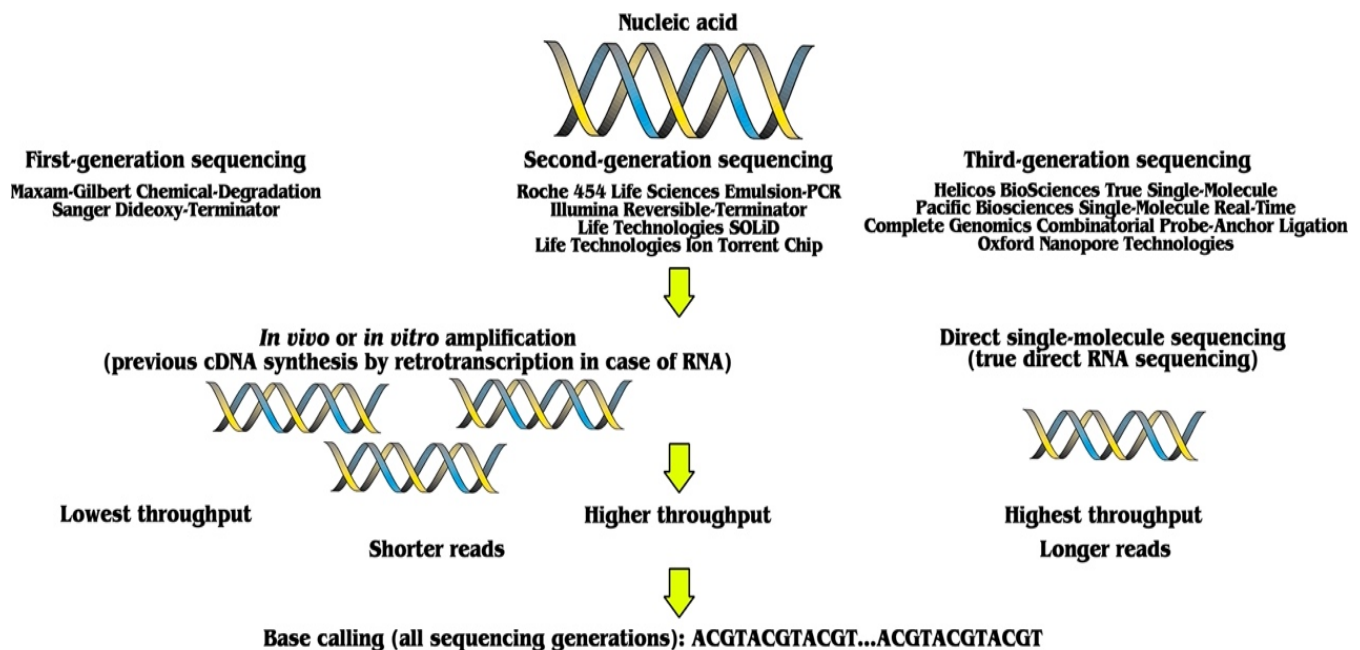 Nucleic acid
First-generation sequencing
Maxam-Gilbert Chemical-Degradation
Sanger Dideoxy-Terminator
Second-generation sequencing
Roche 454 Life Sciences Emulsion-PCR
Illumina Reversible-Terminator
Life Technologies SOLiD
Life Technologies Ion Torrent Chip
Third-generation sequencing
Helicos BioSciences True Single-Molecule
Pacific Biosciences Single-Molecule Real-Time
Complete Genomics Combinatorial Probe-Anchor Ligation
Oxford Nanopore Technologies
In vivo or in vitro amplification
(previous cDNA synthesis by retrotranscription in case of RNA)
Direct single-molecule sequencing
(true direct RNA sequencing)
Lowest throughput
Higher throughput
Highest throughput
Shorter reads
Longer reads
Base calling (all sequencing generations): ACGTACGTACGT...ACGTACGTACGT